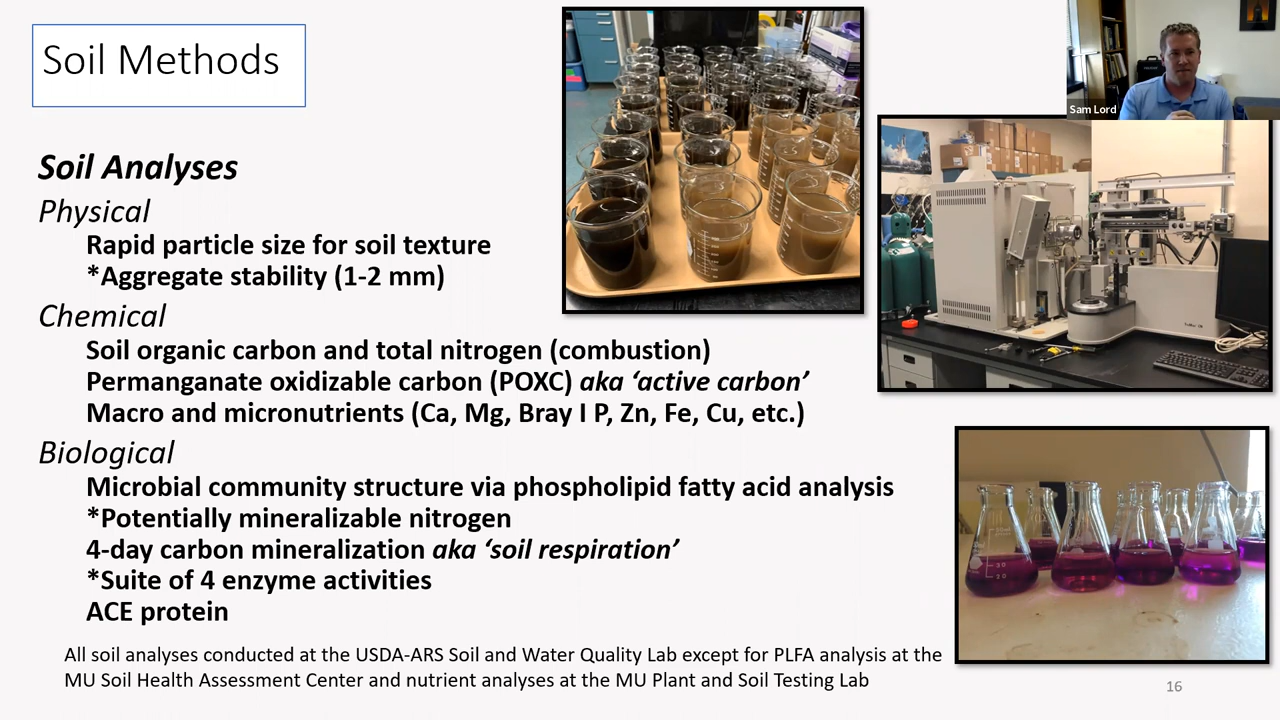 Soil Methods
Sam Lord
Soil Analyses
Physical
Rapid particle size for soil texture
*Aggregate stability (1-2 mm)
Chemical
Soil organic carbon and total nitrogen (combustion)
Permanganate oxidizable carbon (POXC) aka ‘active carbon’
Macro and micronutrients (Ca, Mg, Bray I P, Zn, Fe, Cu, etc.)
Biological
Microbial community structure via phospholipid fatty acid analysis
*Potentially mineralizable nitrogen
4-day carbon mineralization aka ‘soil respiration’
*Suite of 4 enzyme activities
ACE protein
All soil analyses conducted at the USDA-ARS Soil and Water Quality Lab except for PLFA analysis at the
MU Soil Health Assessment Center and nutrient analyses at the MU Plant and Soil Testing Lab
16